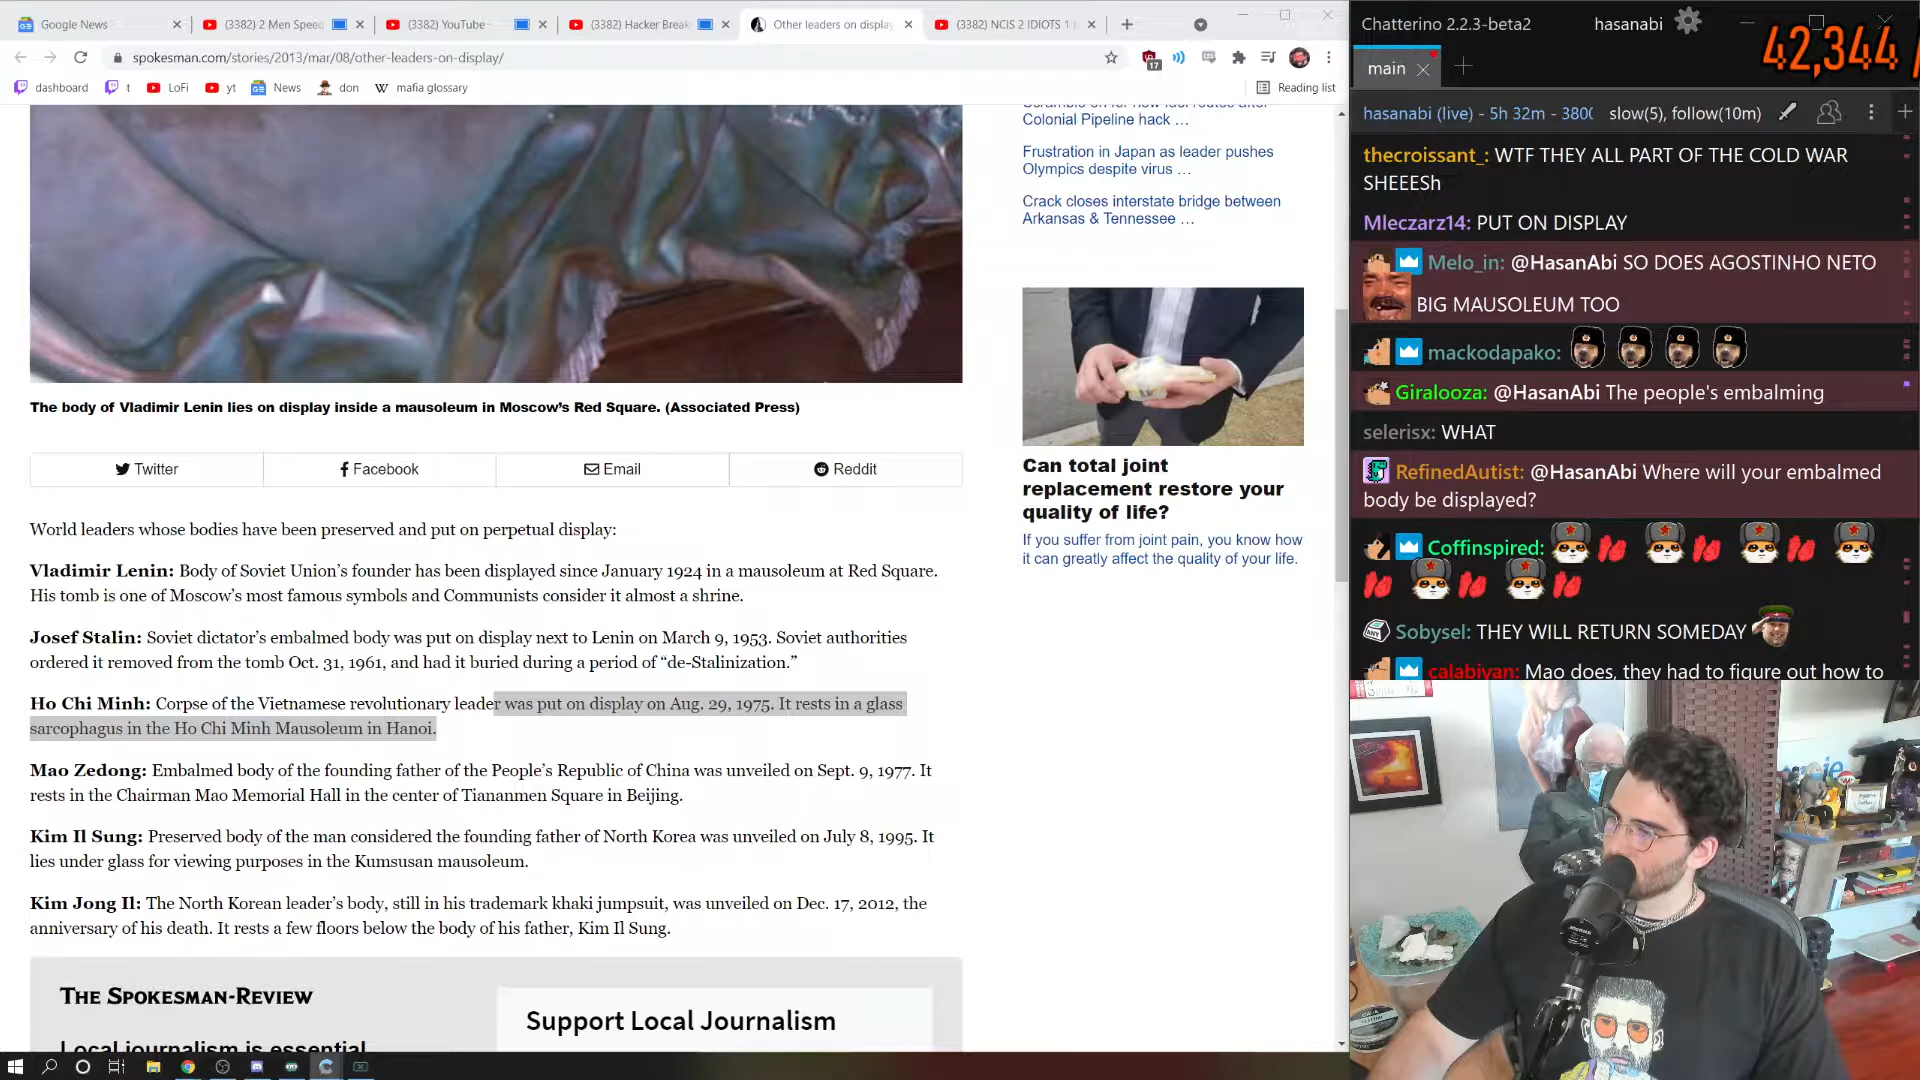 Google News
(3382) 2 Men Speed
(3382) YouTube
(3382) Hacker Break
Other leaders on display
(3382) NCIS 2 IDIOTS 1
spokesman.com/stories/2013/mar/08/other-leaders-on-display/
17
dashboard
t
LoFi
yt
News
don
mafia glossary
Reading list
Colonial Pipeline hack ...
Frustration in Japan as leader pushes
Olympics despite virus ...
Crack closes interstate bridge between
Arkansas & Tennessee ...
The body of Vladimir Lenin lies on display inside a mausoleum in Moscow's Red Square. (Associated Press)
Twitter
Facebook
Email
Reddit
Can total joint
replacement restore your
quality of life?
If you suffer from joint pain, you know how
it can greatly affect the quality of your life.
World leaders whose bodies have been preserved and put on perpetual display:
Vladimir Lenin: Body of Soviet Union's founder has been displayed since January 1924 in a mausoleum at Red Square.
His tomb is one of Moscow's most famous symbols and Communists consider it almost a shrine.
Josef Stalin: Soviet dictator's embalmed body was put on display next to Lenin on March 9, 1953. Soviet authorities
ordered it removed from the tomb Oct. 31, 1961, and had it buried during a period of “de-Stalinization.”
Ho Chi Minh: Corpse of the Vietnamese revolutionary leader was put on display on Aug. 29, 1975. It rests in a glass
sarcophagus in the Ho Chi Minh Mausoleum in Hanoi.
Mao Zedong: Embalmed body of the founding father of the People's Republic of China was unveiled on Sept. 9, 1977. It
rests in the Chairman Mao Memorial Hall in the center of Tiananmen Square in Beijing.
Kim Il Sung: Preserved body of the man considered the founding father of North Korea was unveiled on July 8, 1995. It
lies under glass for viewing purposes in the Kumsusan mausoleum.
Kim Jong Il: The North Korean leader's body, still in his trademark khaki jumpsuit, was unveiled on Dec. 17, 2012, the
anniversary of his death. It rests a few floors below the body of his father, Kim Il Sung.
The Spokesman-Review
Local journalism is essential
Support Local Journalism
Chatterino 2.2.3-beta2
hasanabi
42,344
main
hasanabi (live) - 5h 32m - 380
slow(5), follow(10m)
thecroissant_: WTF THEY ALL PART OF THE COLD WAR
SHEEESh
Mleczarz14: PUT ON DISPLAY
Melo_in: @HasanAbi SO DOES AGOSTINHO NETO
BIG MAUSOLEUM TOO
mackodapako:
Giralooza: @HasanAbi The people's embalming
selerisx: WHAT
RefinedAutist: @HasanAbi Where will your embalmed
body be displayed?
Coffinspired:
Sobysel: THEY WILL RETURN SOMEDAY
calabiyan: Mao does, they had to figure out how to